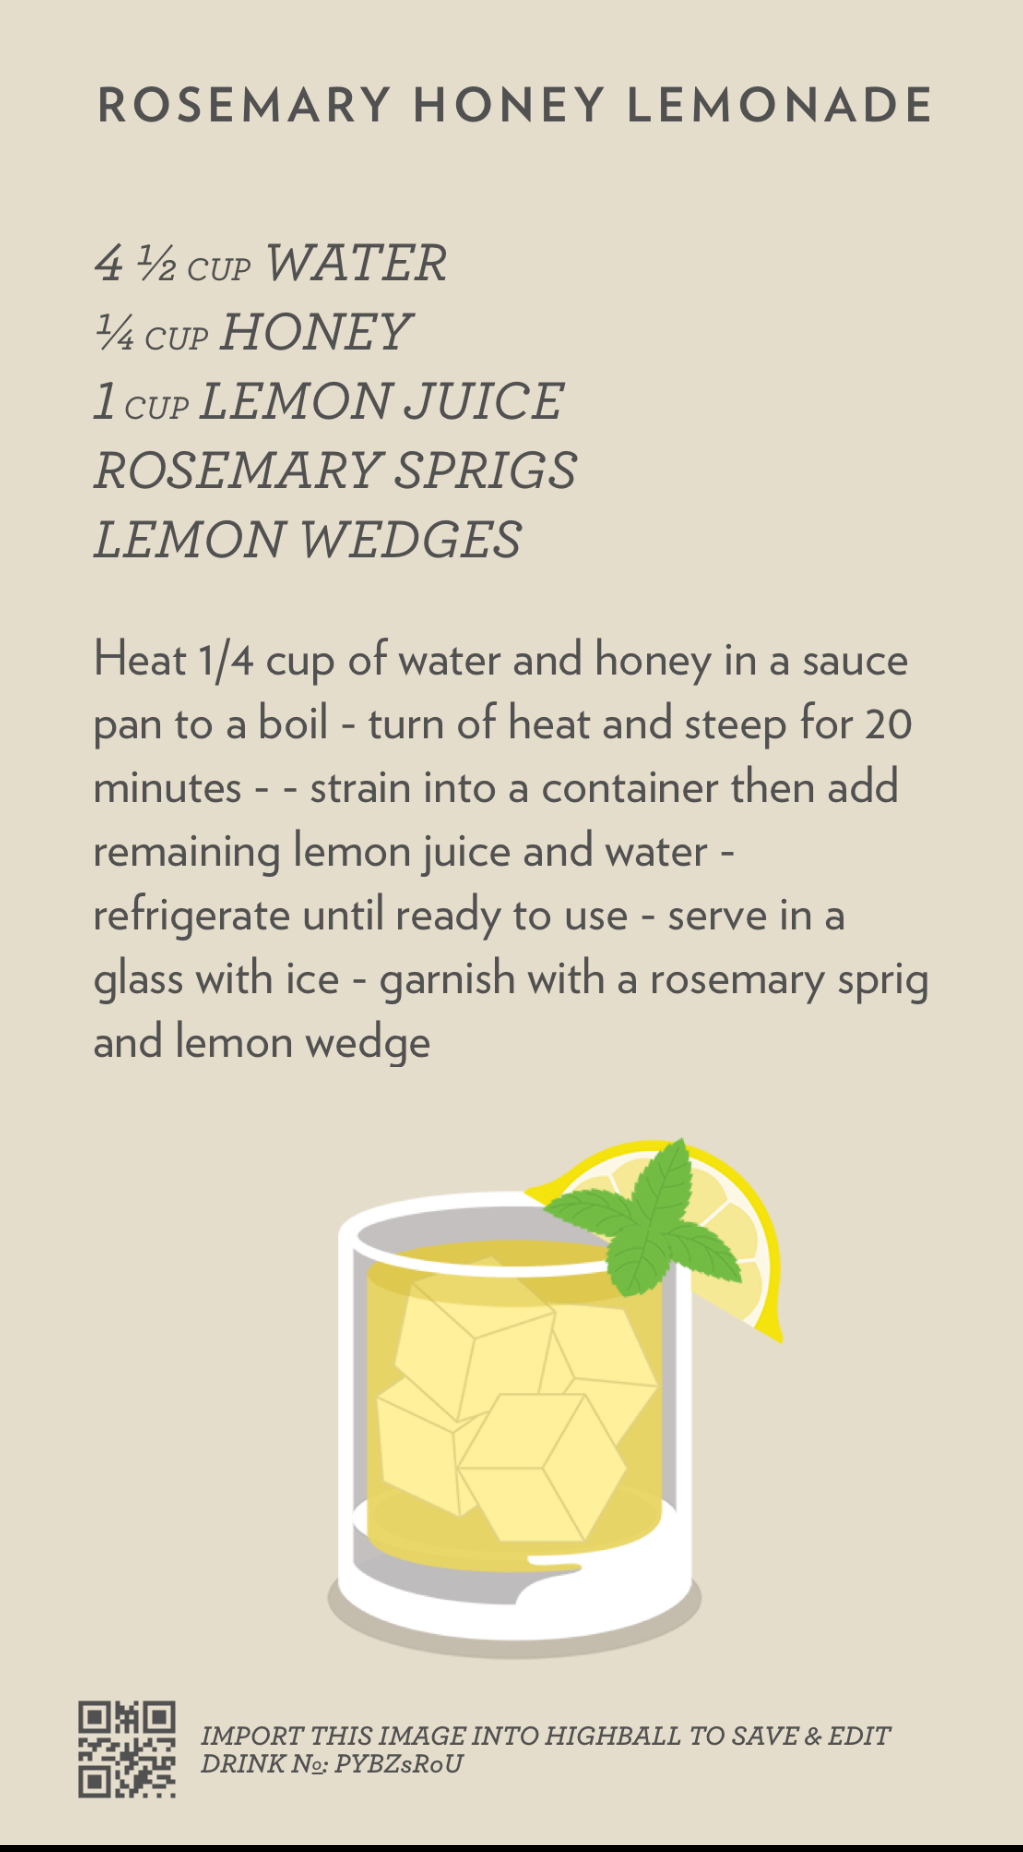 ROSEMARY HONEY LEMONADE
4 ½ CUP WATER
¼ CUP HONEY
1 CUP LEMON JUICE
ROSEMARY SPRIGS
LEMON WEDGES
Heat 1/4 cup of water and honey in a sauce
pan to a boil - turn of heat and steep for 20
minutes - - strain into a container then add
remaining lemon juice and water -
refrigerate until ready to use - serve in a
glass with ice - garnish with a rosemary sprig
and lemon wedge
IMPORT THIS IMAGE INTO HIGHBALL TO SAVE & EDIT
DRINK Nº: PYBZsRoU